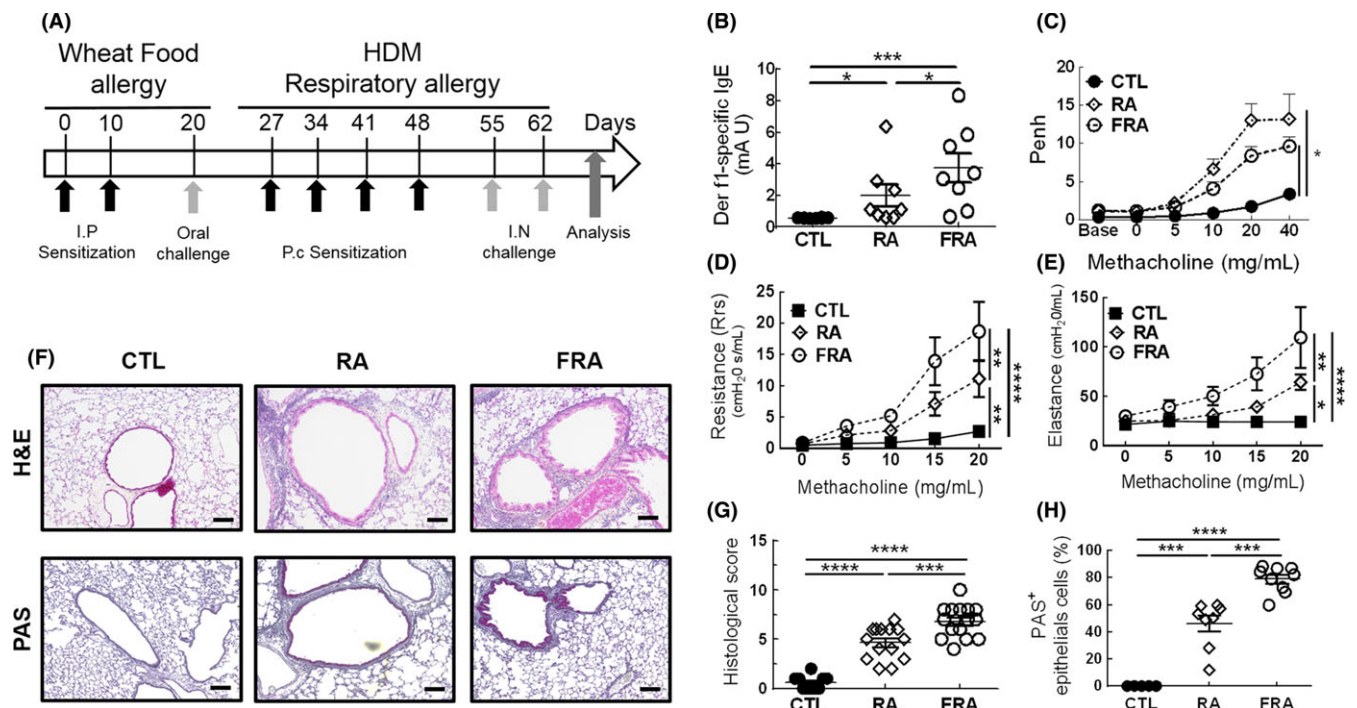 (A)
Wheat Food
allergy
HDM
Respiratory allergy
0 10 20 27 34 41 48 55 62 Days
I.P
Sensitization
Oral
challenge
P.c Sensitization
I.N
challenge
Analysis
(B)
Der f1-specific IgE
(mA U)
10
8
6
4
2
0
***
* *
CTL RA FRA
(C)
Penh
20
15
10
5
0
CTL
RA
FRA
*
Base 0 5 10 20 40
Methacholine (mg/mL)
(D)
Resistance (Rrs)
(cmH20 s/mL)
25
20
15
10
5
0
CTL
RA
FRA
**
**
****
0 5 10 15 20
Methacholine (mg/mL)
(E)
Elastance (cmH20/mL)
150
100
50
0
CTL
RA
FRA
**
*
****
0 5 10 15 20
Methacholine (mg/mL)
(F)
CTL RA FRA
H&E
PAS
(G)
Histological score
15
10
5
0
****
**** ***
CTL RA FRA
(H)
PAS+
epithelials cells (%)
100
80
60
40
20
0
****
*** ***
CTL RA FRA